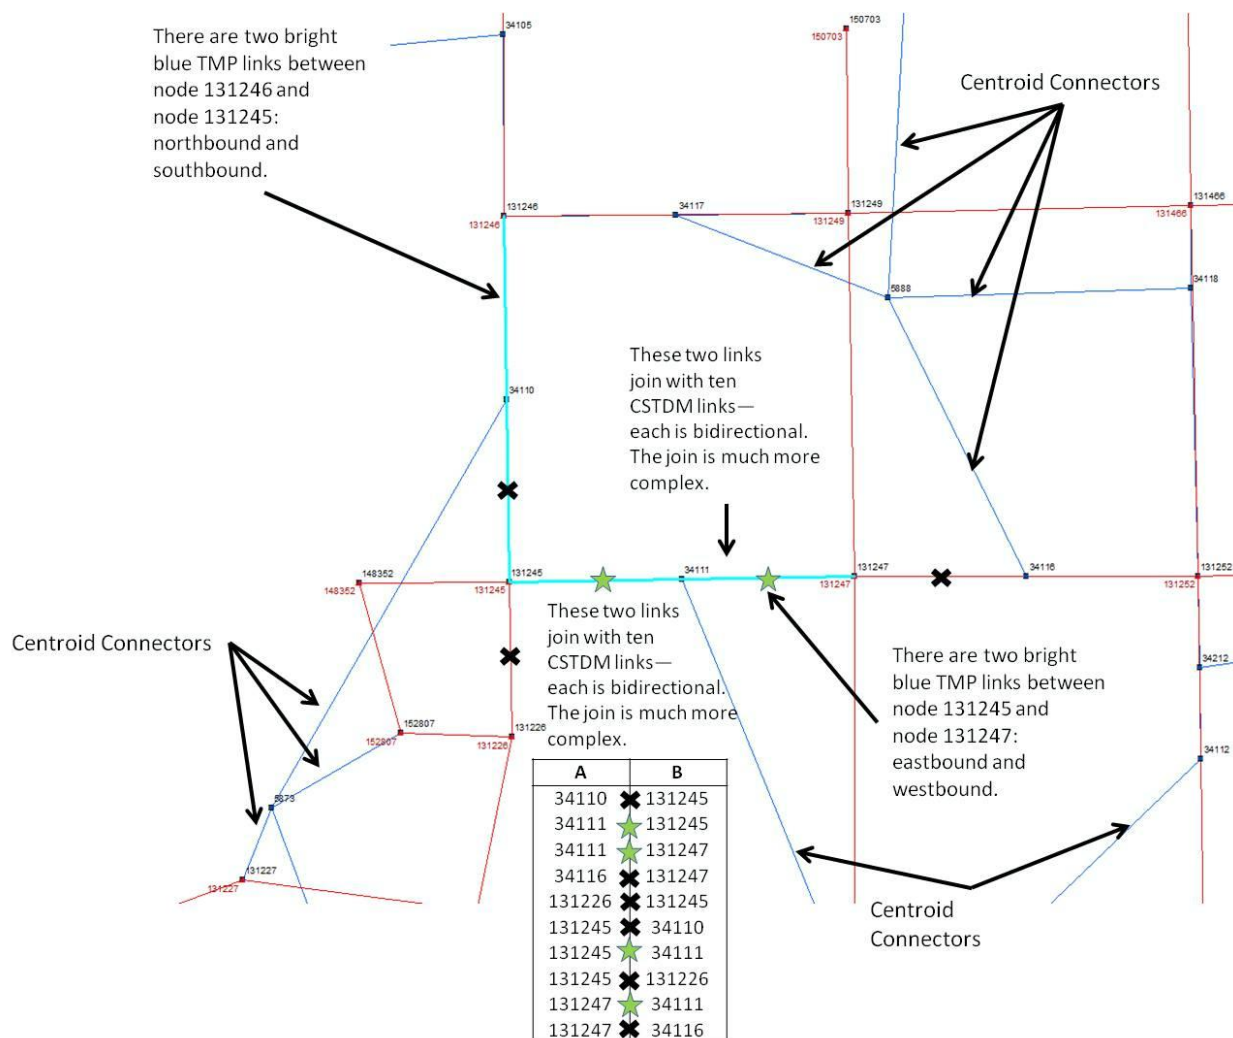 There are two bright
blue TMP links between
node 131246 and
node 131245:
northbound and
southbound.
34105
150703
150703
Centroid Connectors
131246
131246
34117
131249
131249
131466
131466
5888
34118
These two links
join with ten
CSTDM links—
each is bidirectional.
The join is much more
complex.
34110
148352
148352
131245
131245
34111
131247
131247
34116
131252
131252
These two links
join with ten
CSTDM links—
each is bidirectional.
The join is much more
complex.
Centroid Connectors
There are two bright
blue TMP links between
node 131245 and
node 131247:
eastbound and
westbound.
34212
152807
152807
131226
131226
34112
5873
131227
131227
A B
34110 131245
34111 131245
34111 131247
34116 131247
131226 131245
131245 34110
131245 34111
131245 131226
131247 34111
131247 34116
Centroid
Connectors